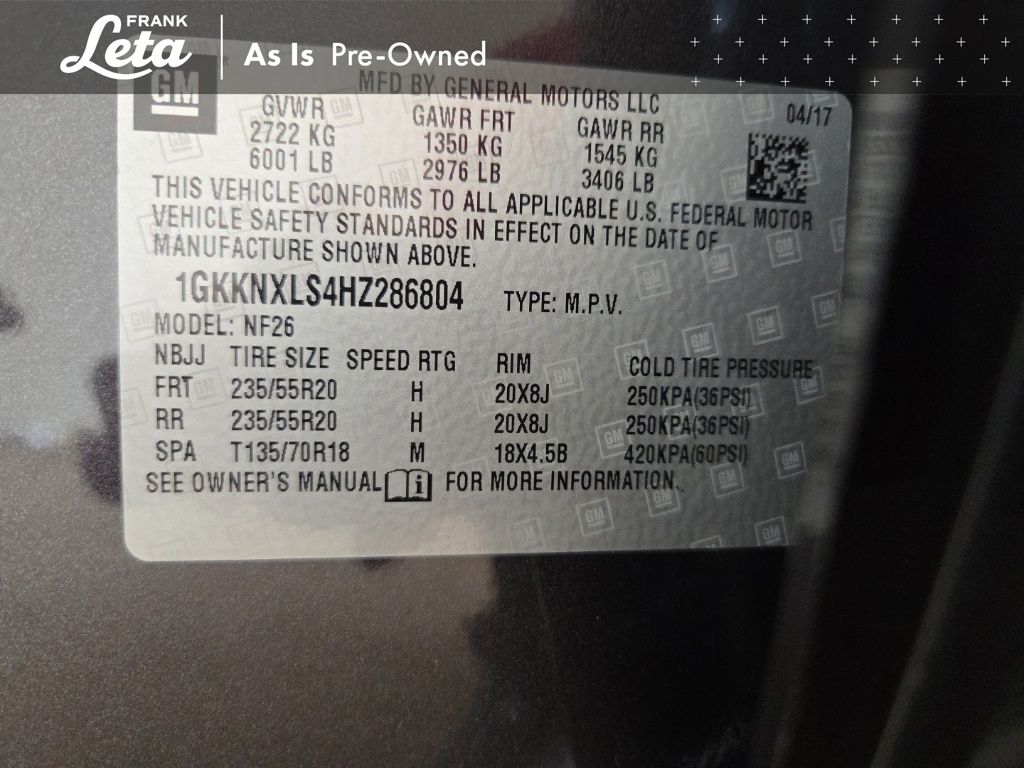 FRANK
Leta
As Is Pre-Owned
GM
MFD BY GENERAL MOTORS LLC
04/17
GVWR GAWR FRT GAWR RR
2722 KG 1350 KG 1545 KG
6001 LB 2976 LB 3406 LB
THIS VEHICLE CONFORMS TO ALL APPLICABLE U.S. FEDERAL MOTOR
VEHICLE SAFETY STANDARDS IN EFFECT ON THE DATE OF
MANUFACTURE SHOWN ABOVE.
1GKKNXLS4HZ286804 TYPE: M.P.V.
MODEL: NF26
NBJJ TIRE SIZE SPEED RTG RIM COLD TIRE PRESSURE
FRT 235/55R20 H 20X8J 250KPA(36PSI)
RR 235/55R20 H 20X8J 250KPA(36PSI)
SPA T135/70R18 M 18X4.5B 420KPA(60PSI)
SEE OWNER'S MANUAL i FOR MORE INFORMATION.